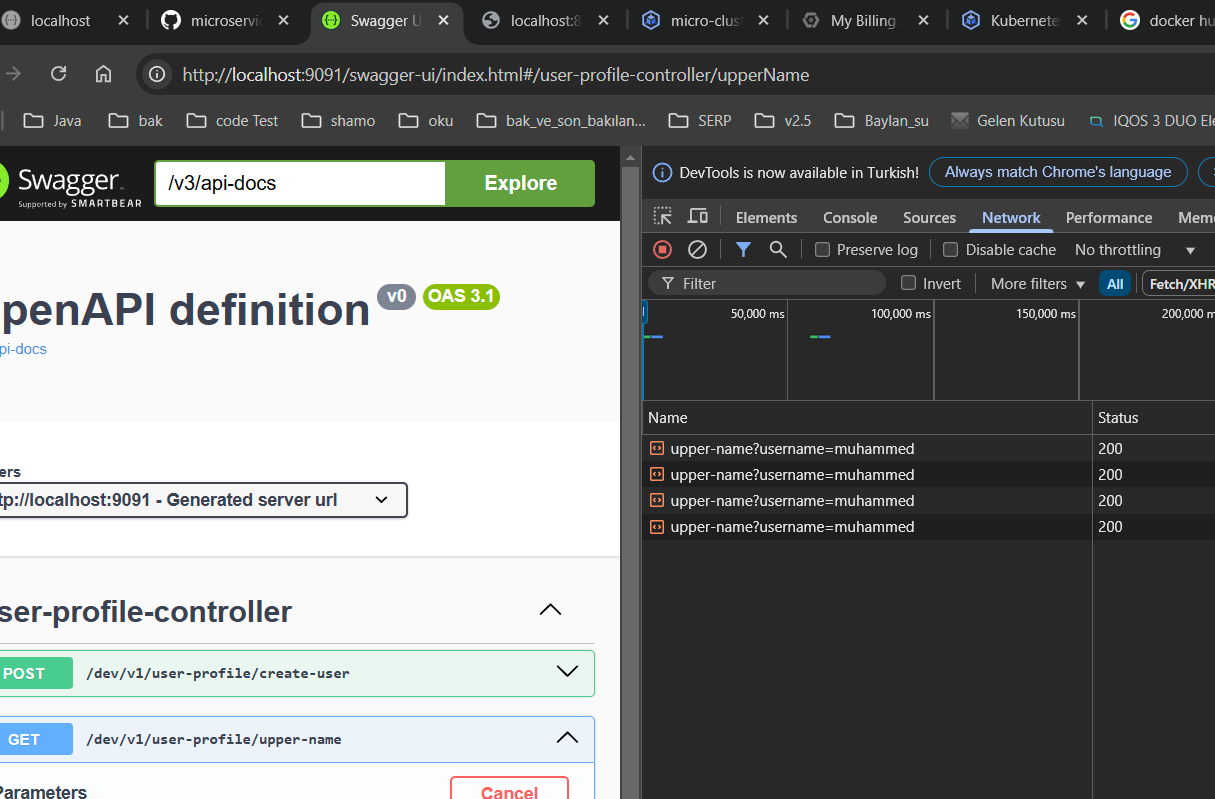 localhost
microservi
Swagger U
localhost:8
micro-clus
My Billing
Kubernete
docker hu
http://localhost:9091/swagger-ui/index.html#/user-profile-controller/upperName
Java
bak
code Test
shamo
oku
bak_ve_son_bakılan...
SERP
v2.5
Baylan_su
Gelen Kutusu
IQOS 3 DUO Ele
Swagger
Supported by SMARTBEAR
/v3/api-docs
Explore
penAPI definition v0 OAS 3.1
pi-docs
ers
tp://localhost:9091 - Generated server url
ser-profile-controller
POST /dev/v1/user-profile/create-user
GET /dev/v1/user-profile/upper-name
Parameters
Cancel
DevTools is now available in Turkish! Always match Chrome's language
Elements Console Sources Network Performance Mem
Preserve log Disable cache No throttling
Filter Invert More filters All Fetch/XHR
50,000 ms 100,000 ms 150,000 ms 200,000 m
Name Status
upper-name?username=muhammed 200
upper-name?username=muhammed 200
upper-name?username=muhammed 200
upper-name?username=muhammed 200